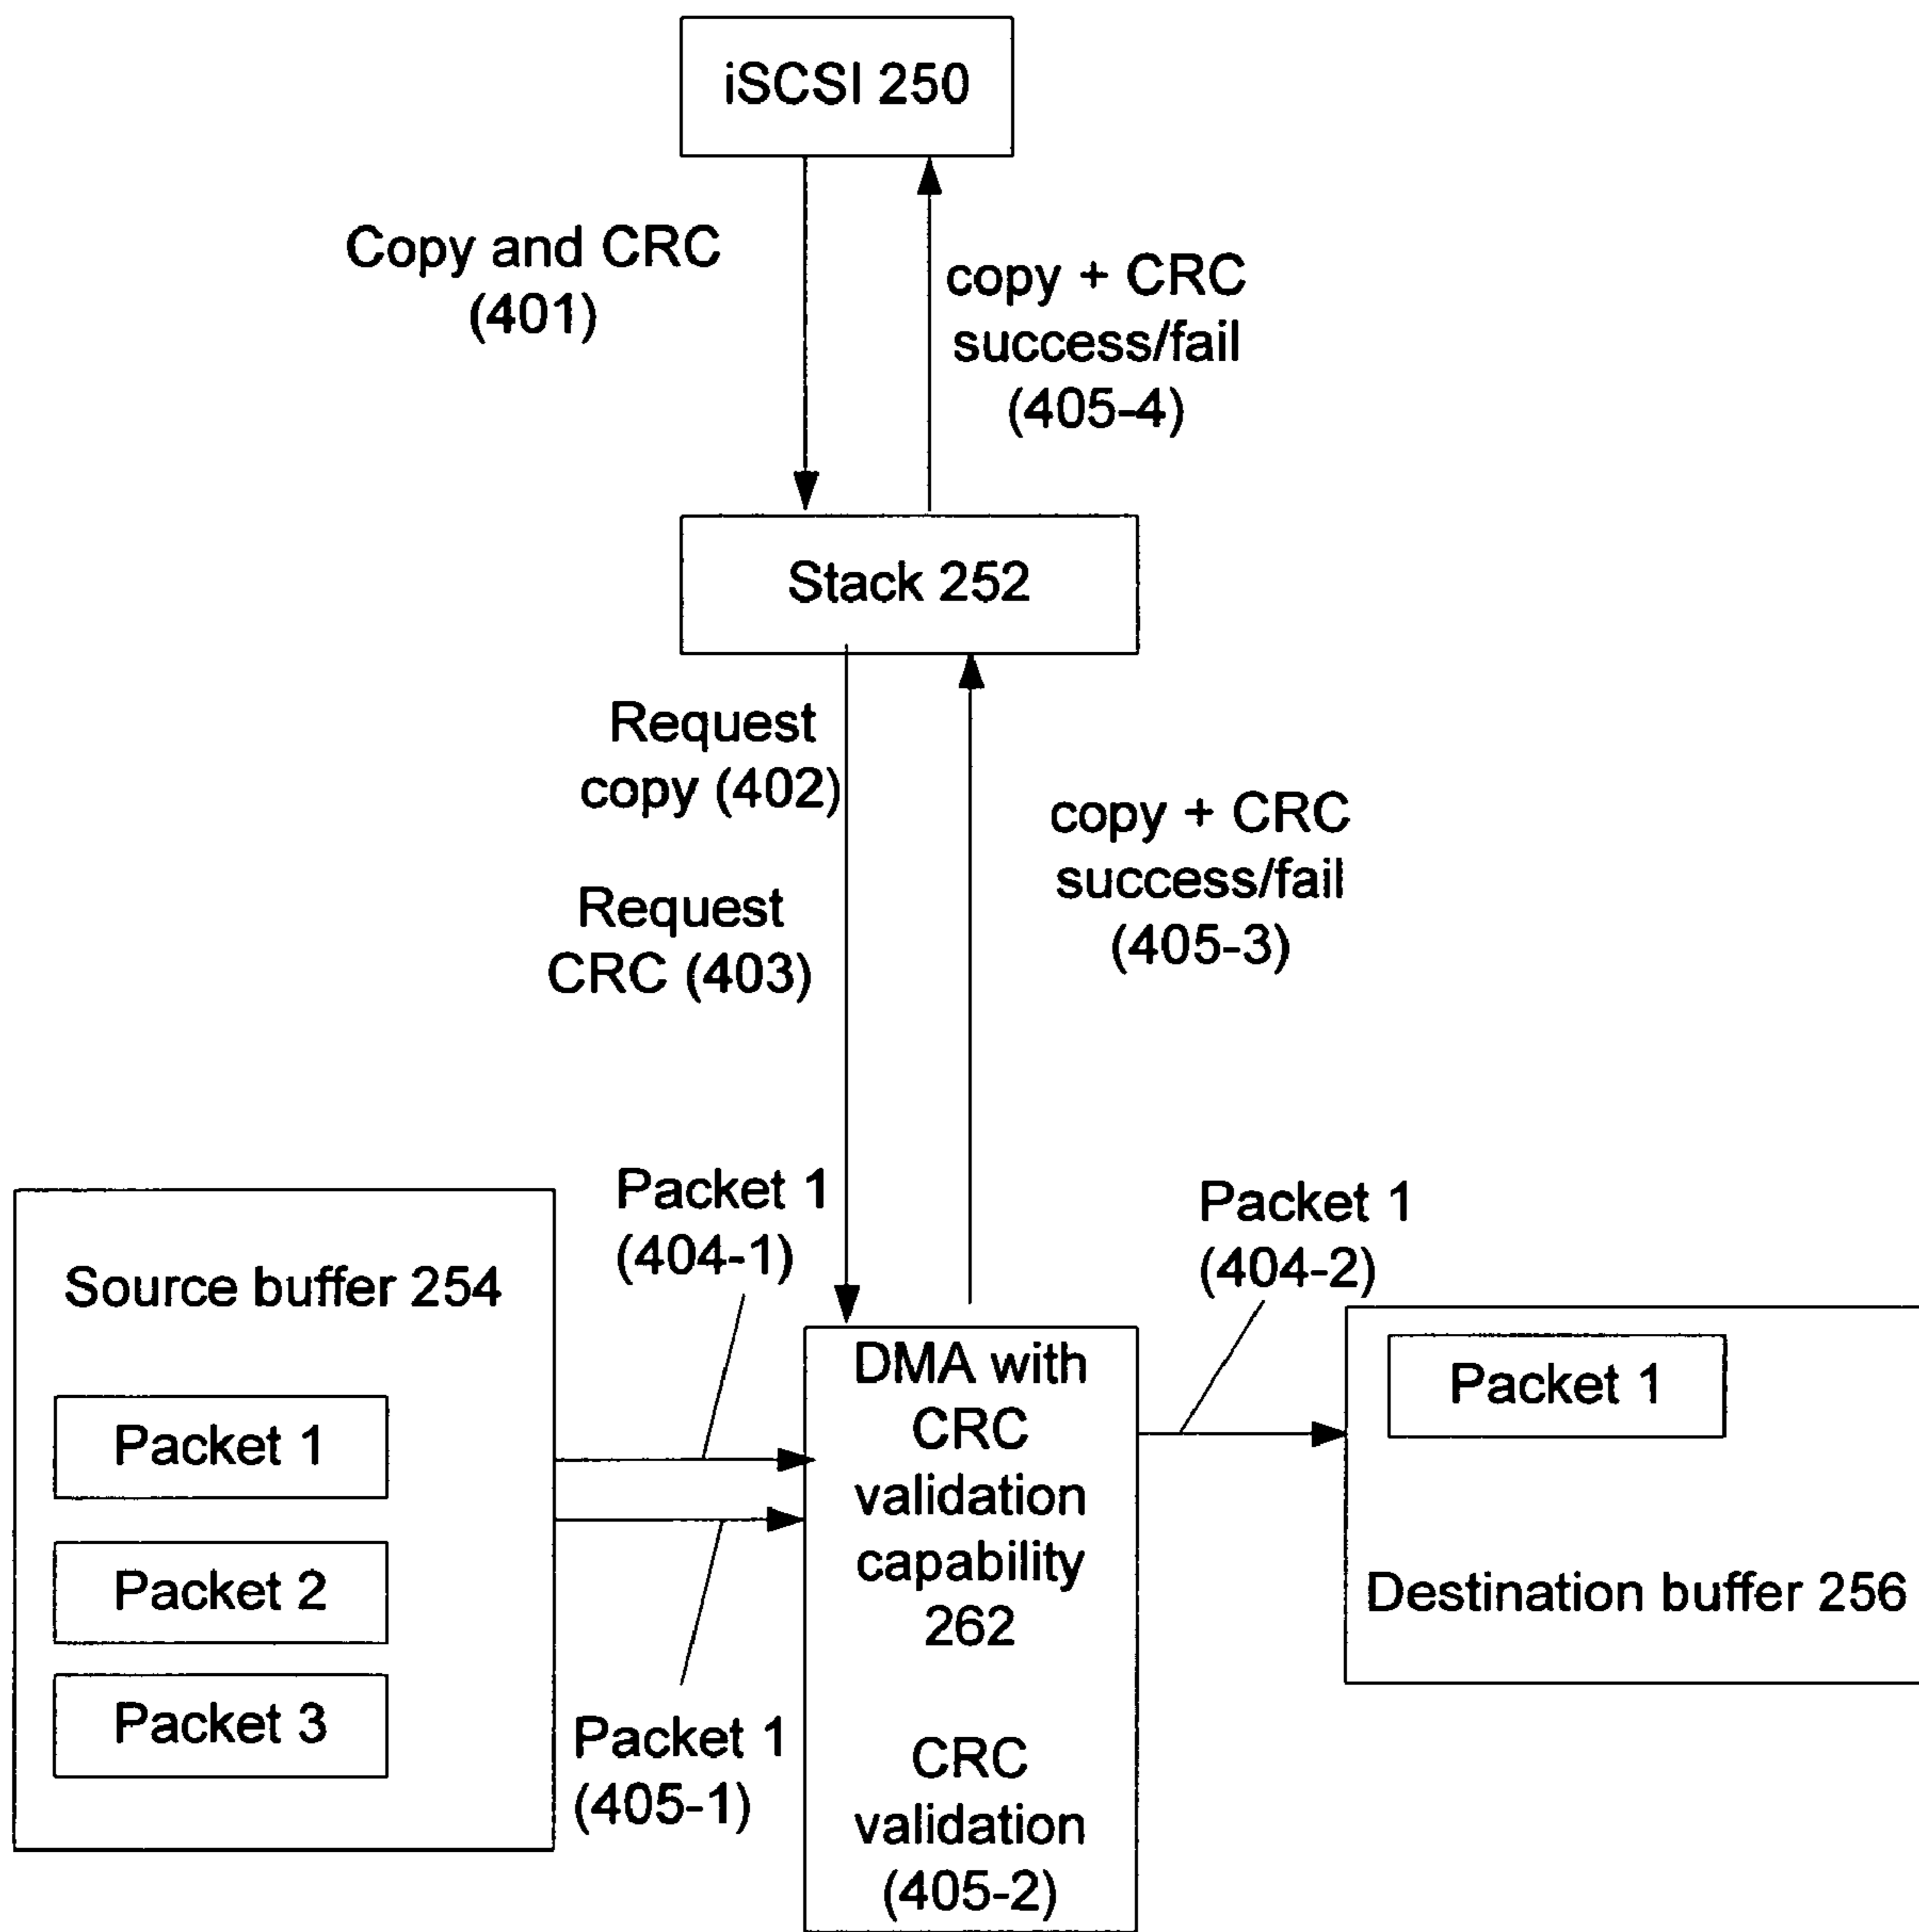 iSCSI 250
Copy and CRC
(401)
copy + CRC
success/fail
(405-4)
Stack 252
Request
copy (402)
Request
CRC (403)
copy + CRC
success/fail
(405-3)
Source buffer 254
Packet 1
Packet 2
Packet 3
Packet 1
(404-1)
Packet 1
(405-1)
DMA with
CRC
validation
capability
262
CRC
validation
(405-2)
Packet 1
(404-2)
Packet 1
Destination buffer 256